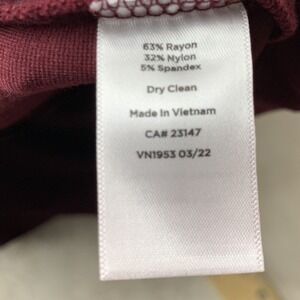 63% Rayon
32% Nylon
5% Spandex
Dry Clean
Made in Vietnam
CA# 23147
VN1953 03/22